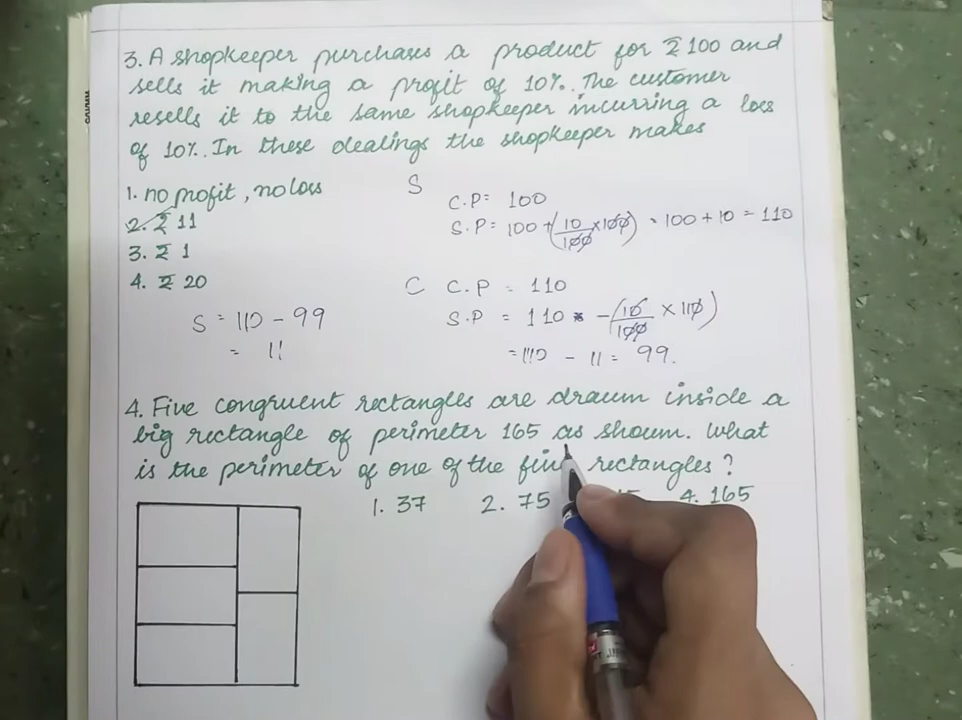 3. A shopkeeper purchases a product for ₹100 and
sells it making a profit of 10%. The customer
resells it to the same shopkeeper incurring a loss
of 10%. In these dealings the shopkeeper makes
1. no profit, no loss
2. ₹ 11
3. ₹ 1
4. ₹ 20
S
C.P = 100
S.P = 100 + (10/100 × 100) = 100 + 10 = 110
C C.P = 110
S.P = 110 - (10/100 × 110)
= 110 - 11 = 99.
S = 110 - 99
= 11
4. Five congruent rectangles are drawn inside a
big rectangle of perimeter 165 as shown. What
is the perimeter of one of the five rectangles?
1. 37 2. 75 4. 165